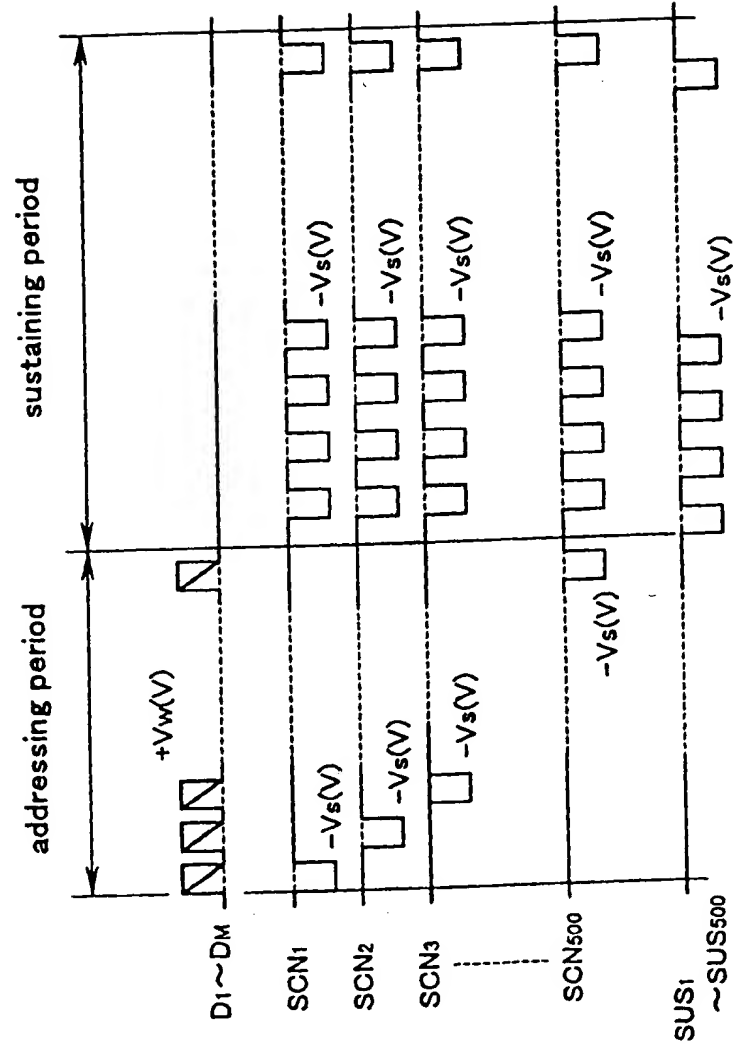 addressing period
sustaining period
+Vw(V)
D1~DM
SCN1
-Vs(V)
-Vs(V)
SCN2
-Vs(V)
-Vs(V)
SCN3
-Vs(V)
-Vs(V)
SCN500
-Vs(V)
-Vs(V)
SUS1
~SUS500
-Vs(V)